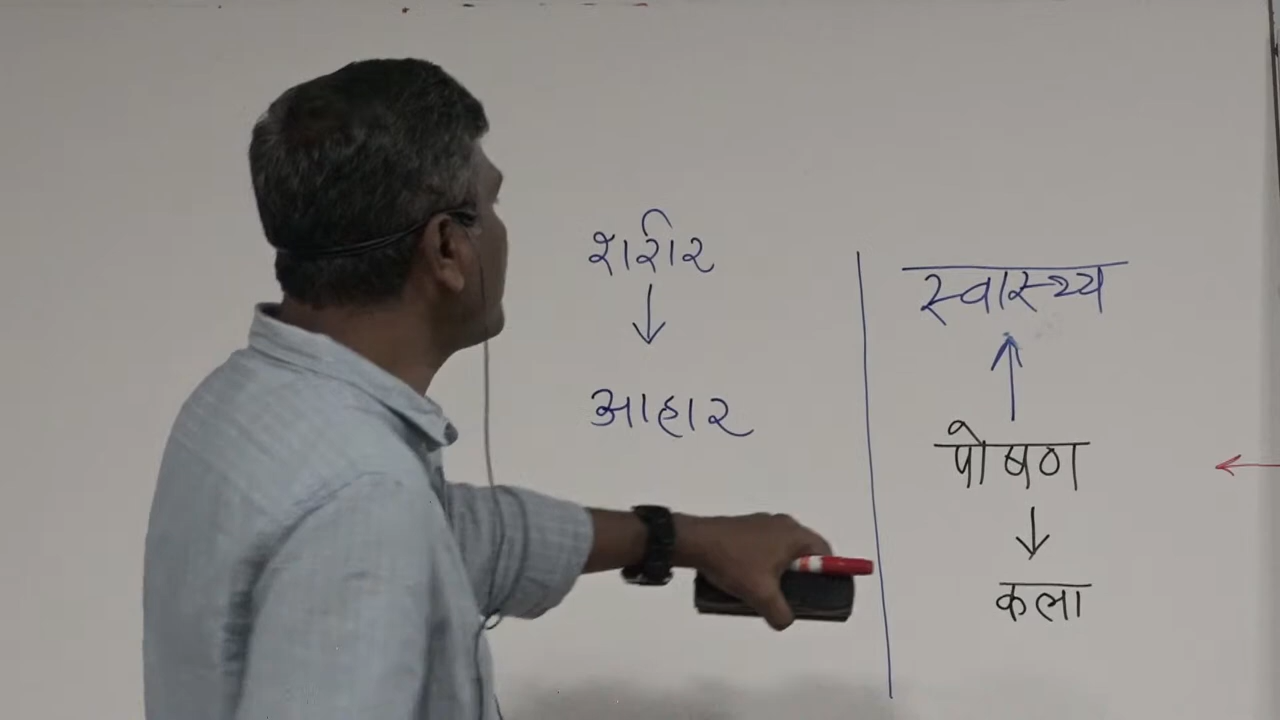 शरीर
आहार
स्वास्थ्य
पोषण
कला